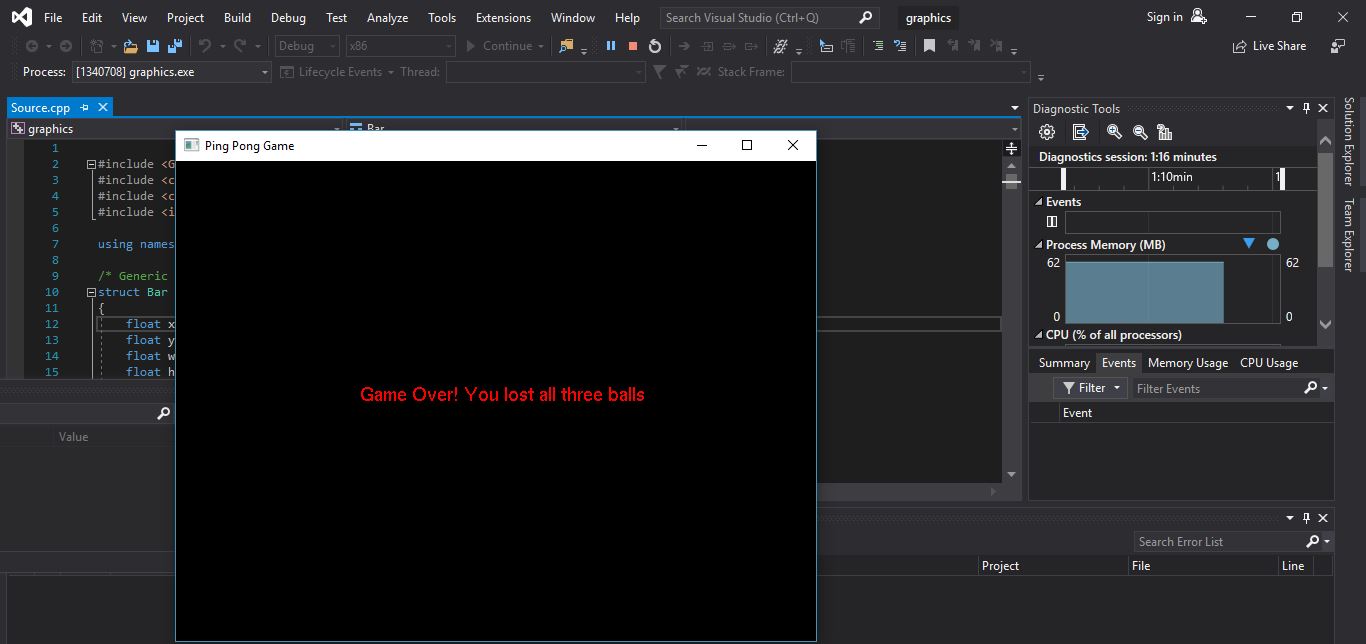 File Edit View Project Build Debug Test Analyze Tools Extensions Window Help Search Visual Studio (Ctrl+Q) graphics Sign in
Debug x86 Continue Live Share
Process: [1340708] graphics.exe Lifecycle Events Thread: Stack Frame:
Source.cpp
graphics Bar
Ping Pong Game
1
2 #include <G
3 #include <c
4 #include <c
5 #include <i
6
7 using names
8
9 /* Generic
10 struct Bar
11 {
12 float x
13 float y
14 float w
15 float h
Game Over! You lost all three balls
Value
Diagnostic Tools
Diagnostics session: 1:16 minutes
1:10min 1
Events
Process Memory (MB)
62 62
0 0
CPU (% of all processors)
Summary Events Memory Usage CPU Usage
Filter Filter Events
Event
Search Error List
Project File Line
Solution Explorer
Team Explorer